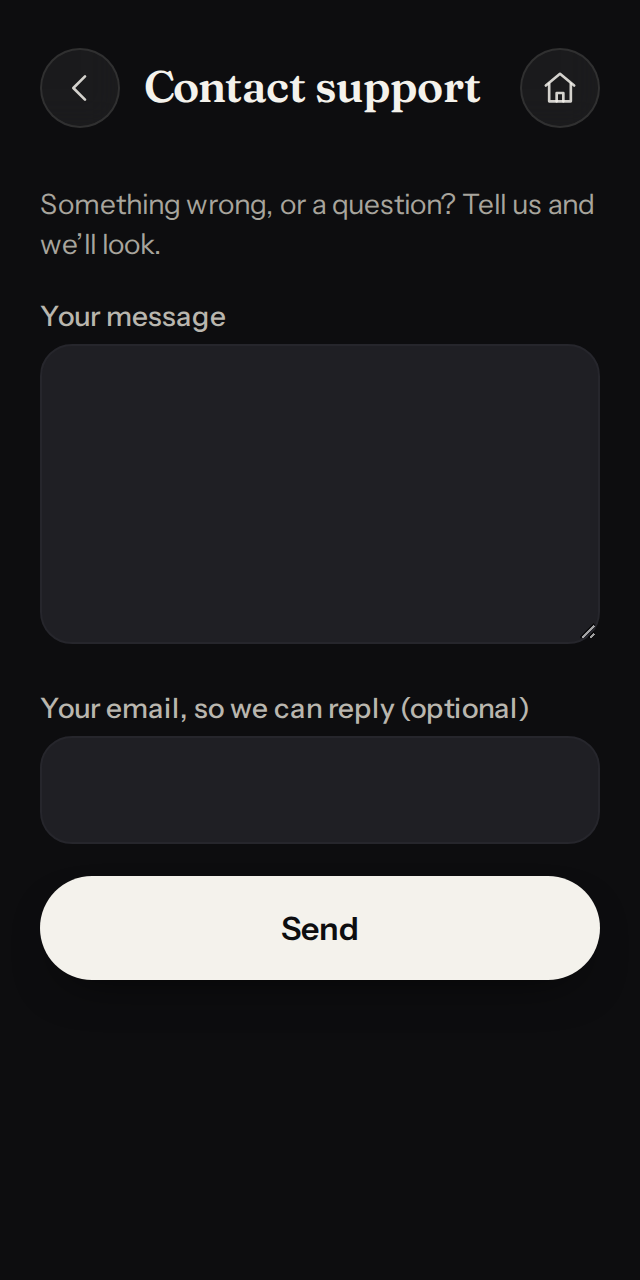 Contact support
Something wrong, or a question? Tell us and
we’ll look.
Your message
Your email, so we can reply (optional)
Send